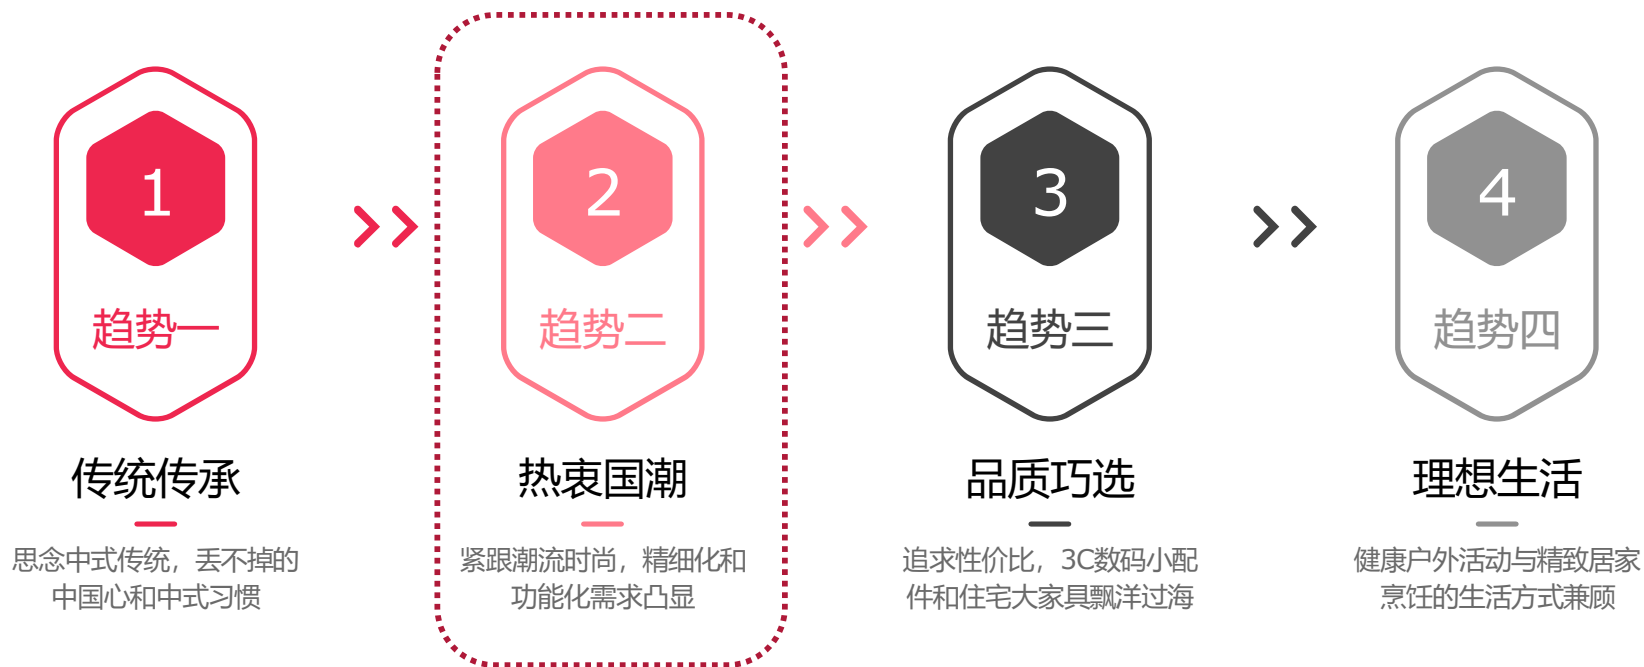 1
趋势一
传统传承
思念中式传统，丢不掉的
中国心和中式习惯
2
趋势二
热衷国潮
紧跟潮流时尚，精细化和
功能化需求凸显
3
趋势三
品质巧选
追求性价比，3C数码小配
件和住宅大家具飘洋过海
4
趋势四
理想生活
健康户外活动与精致居家
烹饪的生活方式兼顾